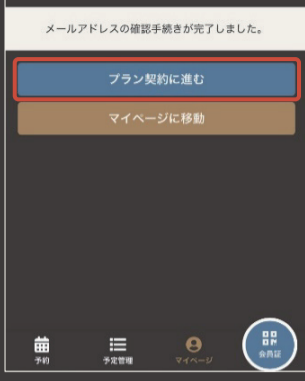 メールアドレスの確認手続きが完了しました。
プラン契約に進む
マイページに移動
予約
予定管理
マイページ
会員証